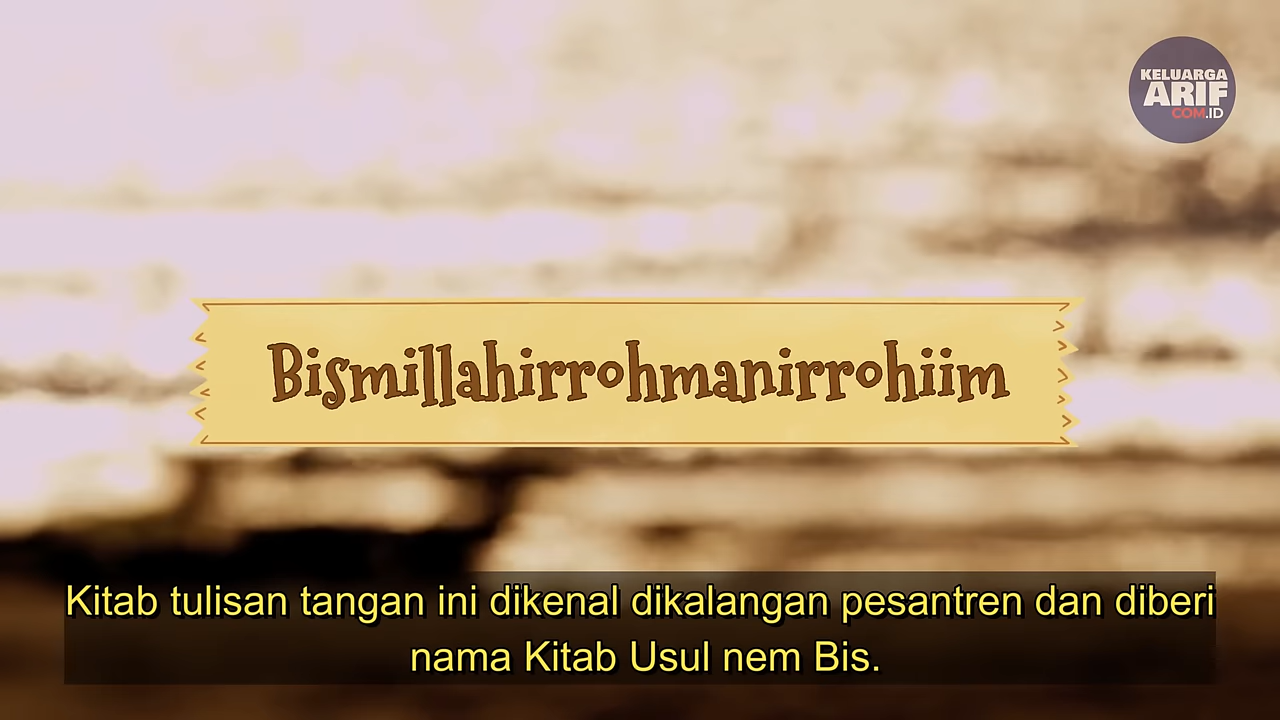 KELUARGA
ARIF
COM.ID
Bismillahirrohmanirrohiim
Kitab tulisan tangan ini dikenal dikalangan pesantren dan diberi
nama Kitab Usul nem Bis.